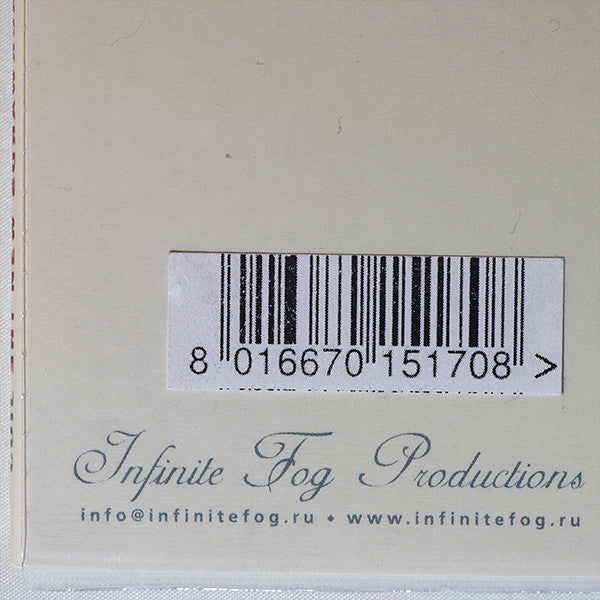 8 016670 151708 >
Infinite Fog Productions
info@infinitefog.ru • www.infinitefog.ru